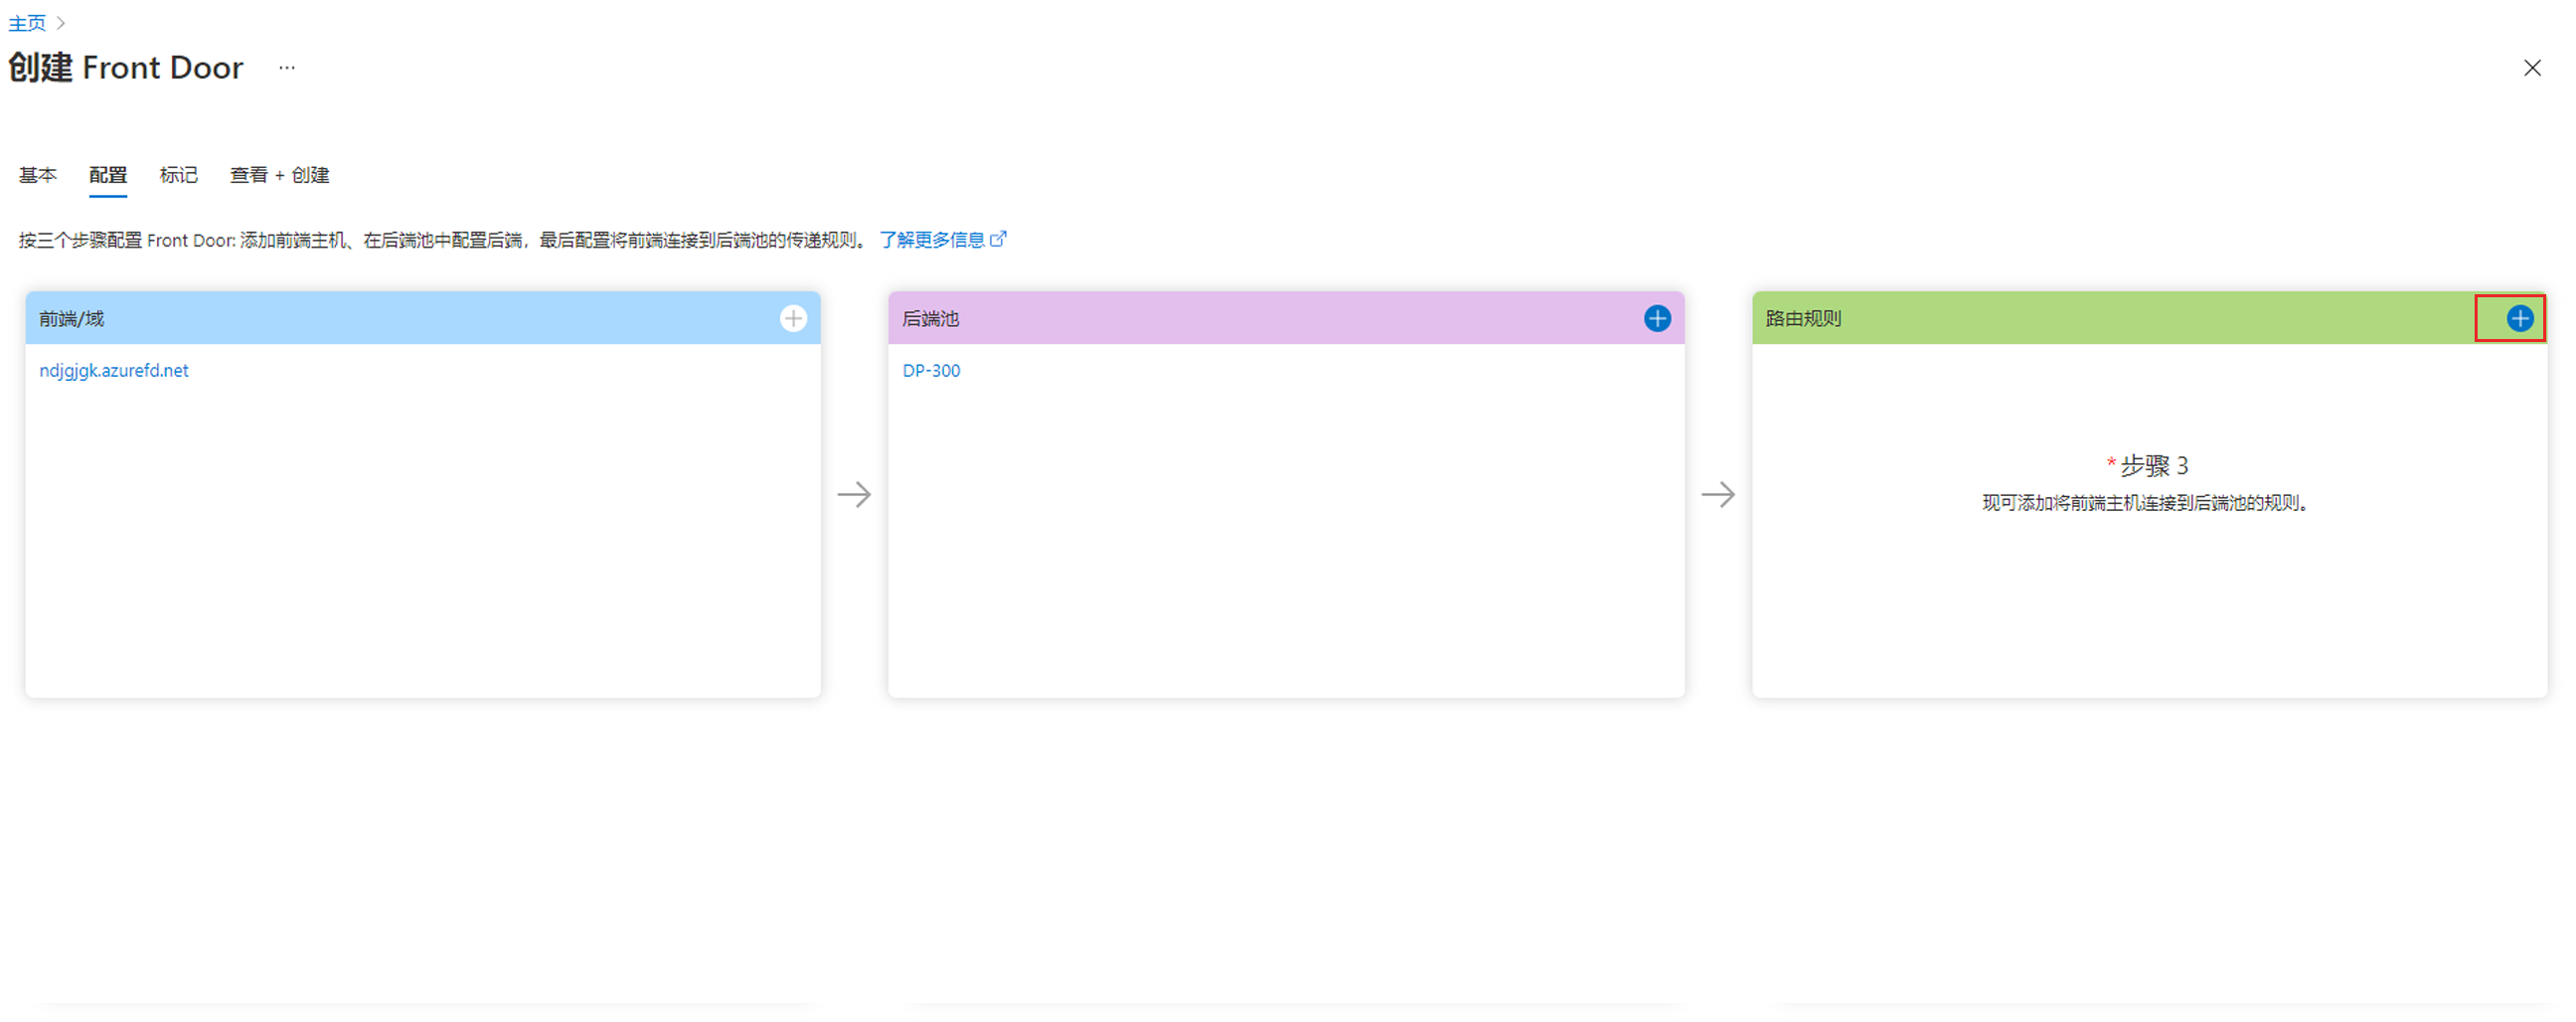 主页
创建 Front Door ...
基本 配置 标记 查看 + 创建
按三个步骤配置 Front Door: 添加前端主机、在后端池中配置后端，最后配置将前端连接到后端池的传递规则。 了解更多信息
前端/域
ndjgjgk.azurefd.net
后端池
DP-300
路由规则
*步骤 3
现可添加将前端主机连接到后端池的规则。